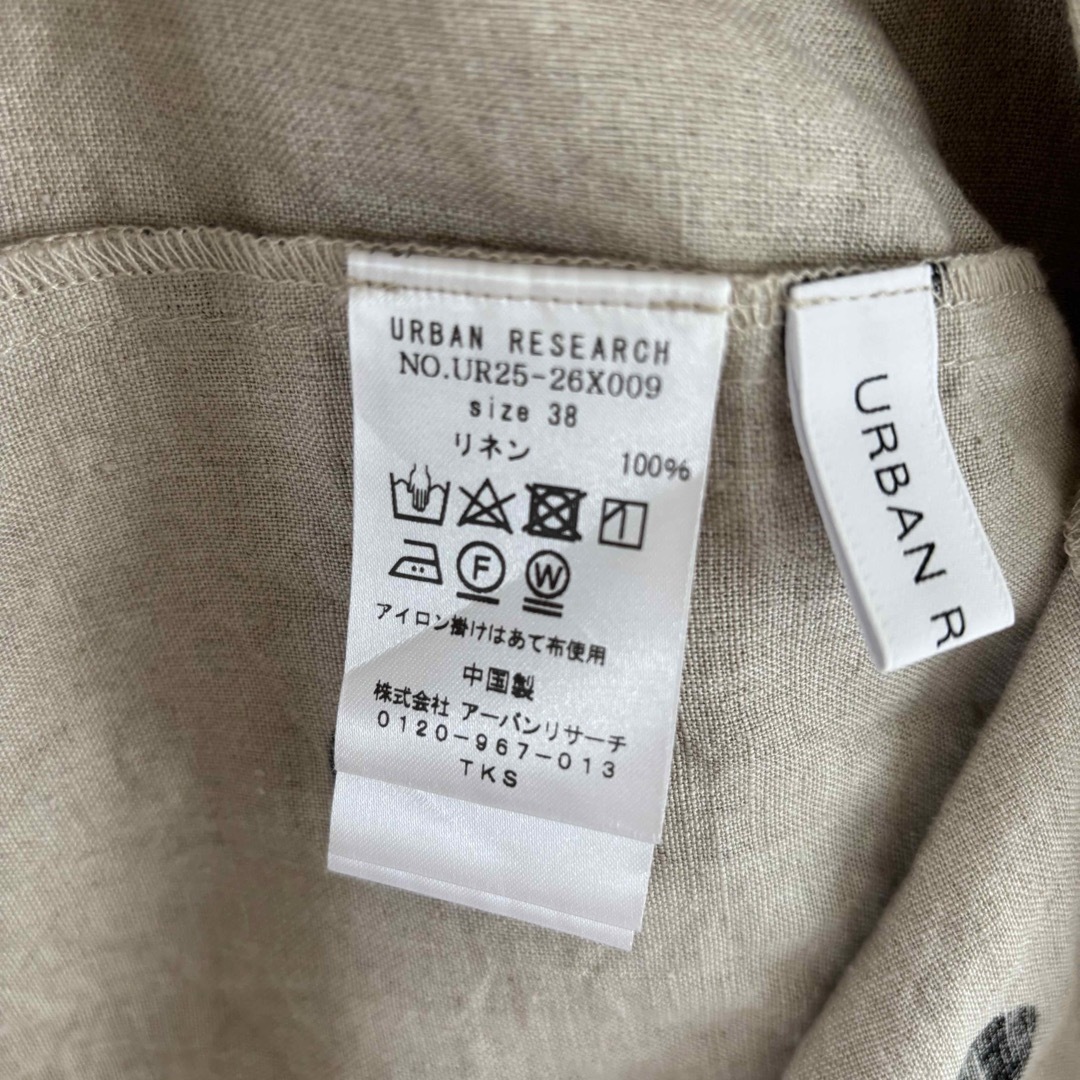 URBAN RESEARCH
NO.UR25-26X009
size 38
リネン 100%
F W
アイロン掛けはあて布使用
中国製
株式会社 アーバンリサーチ
0120-967-013
TKS
URBAN R